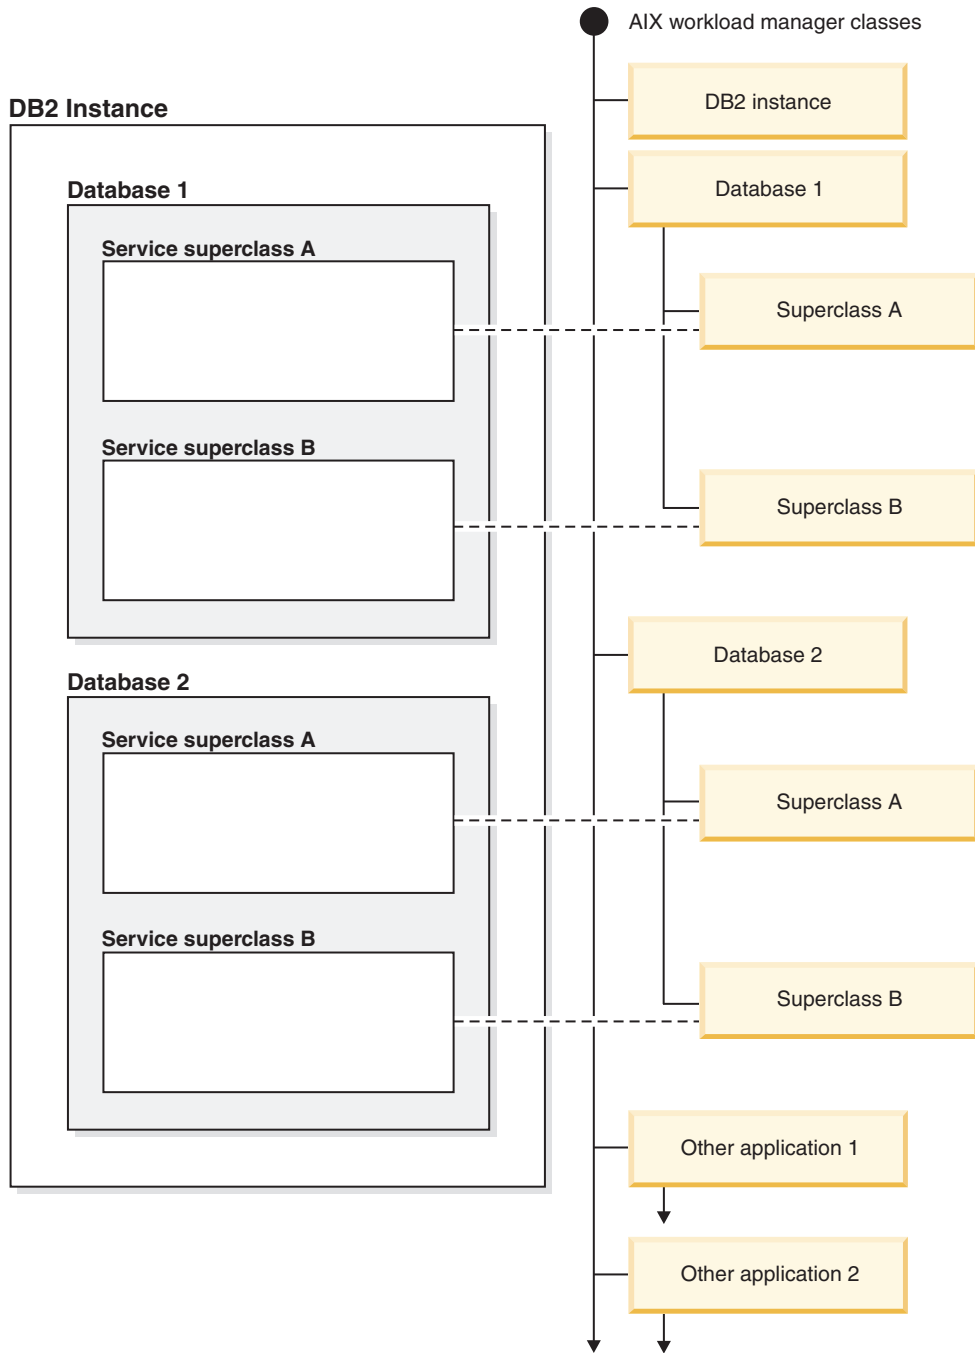 AIX workload manager classes
DB2 instance
DB2 Instance
Database 1
Database 1
Service superclass A
Superclass A
Service superclass B
Superclass B
Database 2
Database 2
Service superclass A
Superclass A
Service superclass B
Superclass B
Other application 1
Other application 2